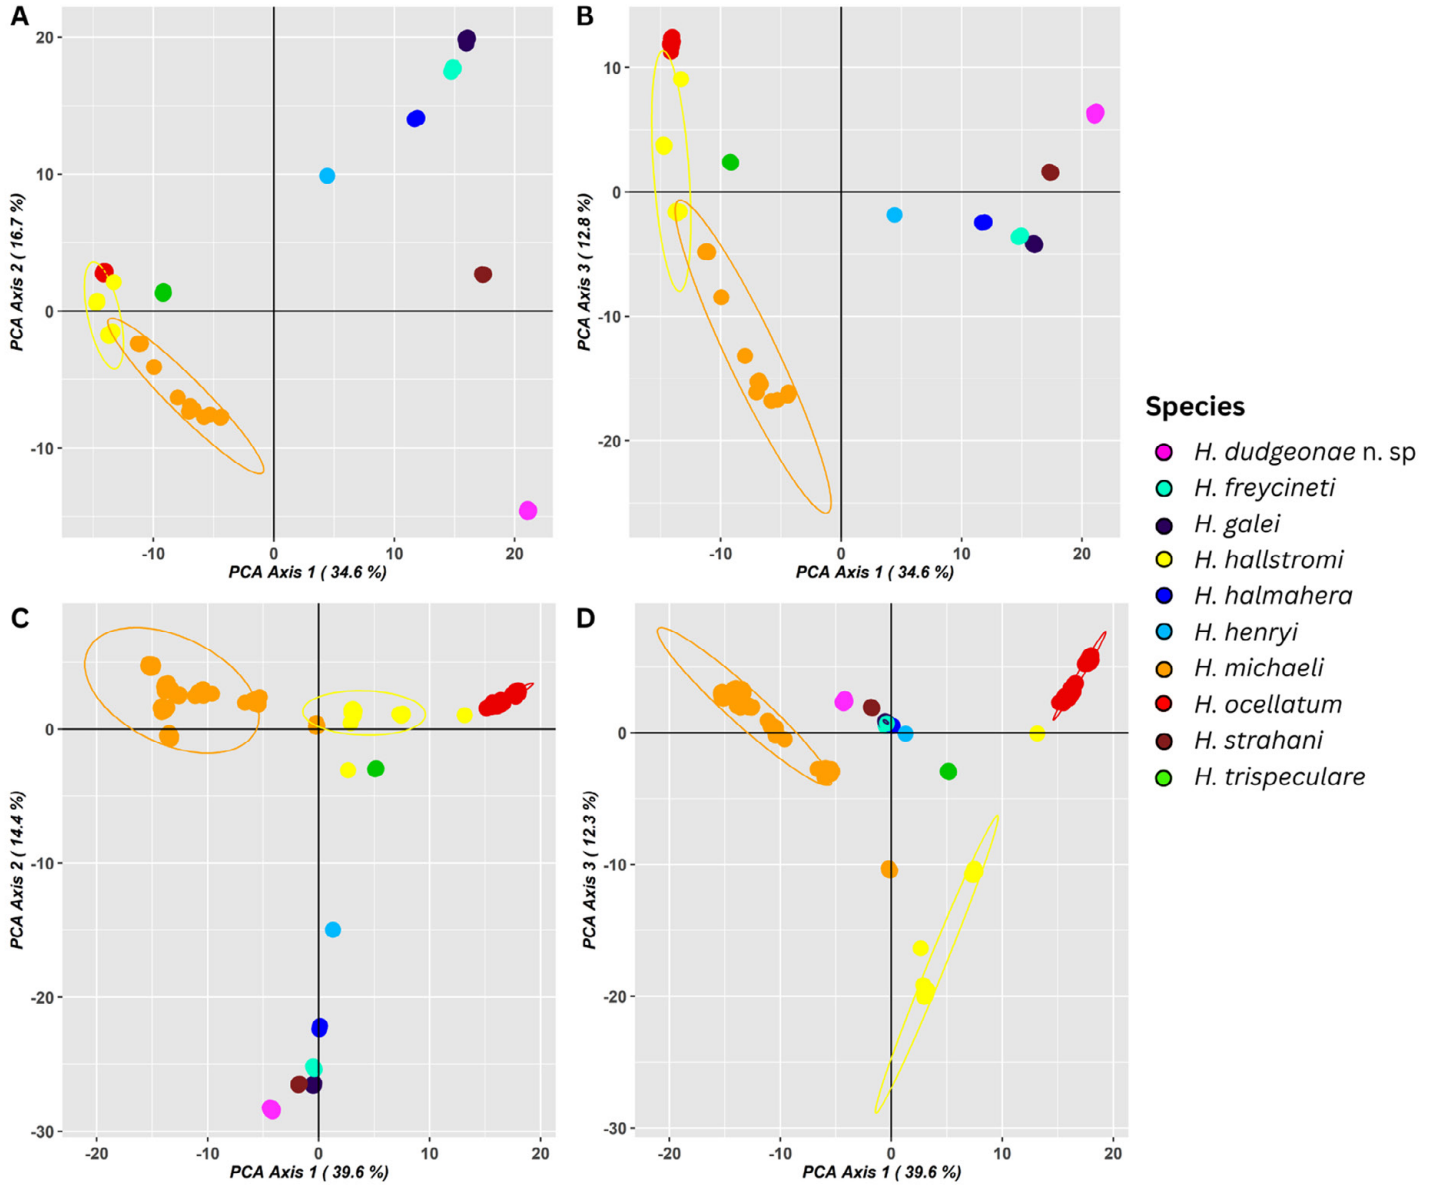 A
20
10
0
-10
-10
0
10
20
PCA Axis 2 ( 16.7 %)
PCA Axis 1 ( 34.6 %)
B
10
0
-10
-20
-10
0
10
20
PCA Axis 3 ( 12.8 %)
PCA Axis 1 ( 34.6 %)
Species
H. dudgeonae n. sp
H. freycineti
H. galei
H. hallstromi
H. halmahera
H. henryi
H. michaeli
H. ocellatum
H. strahani
H. trispeculare
C
0
-10
-20
-30
-20
-10
0
10
20
PCA Axis 2 ( 14.4 %)
PCA Axis 1 ( 39.6 %)
D
0
-10
-20
-30
-20
-10
0
10
20
PCA Axis 3 ( 12.3 %)
PCA Axis 1 ( 39.6 %)